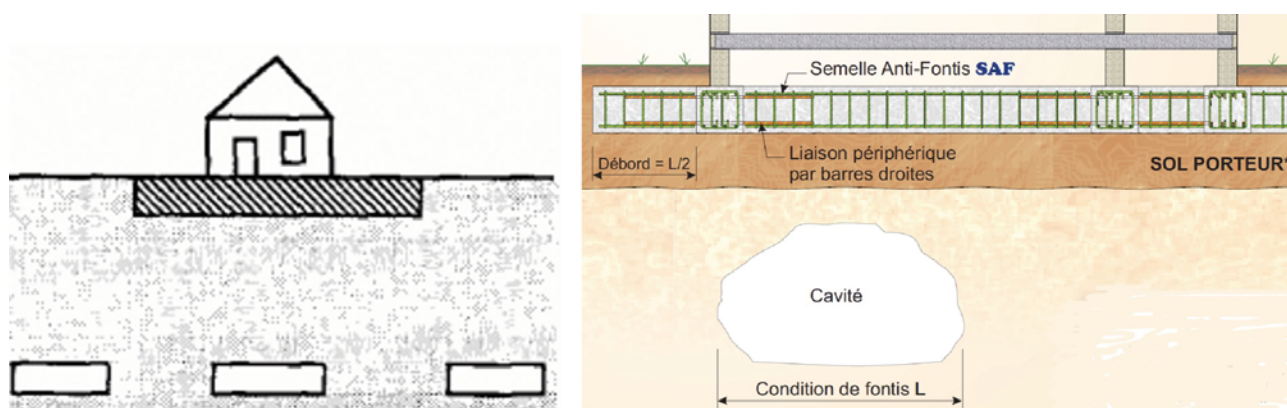 Semelle Anti-Fontis SAF
Liaison périphérique
par barres droites
Débord = L/2
SOL PORTEUR*
Cavité
Condition de fontis L